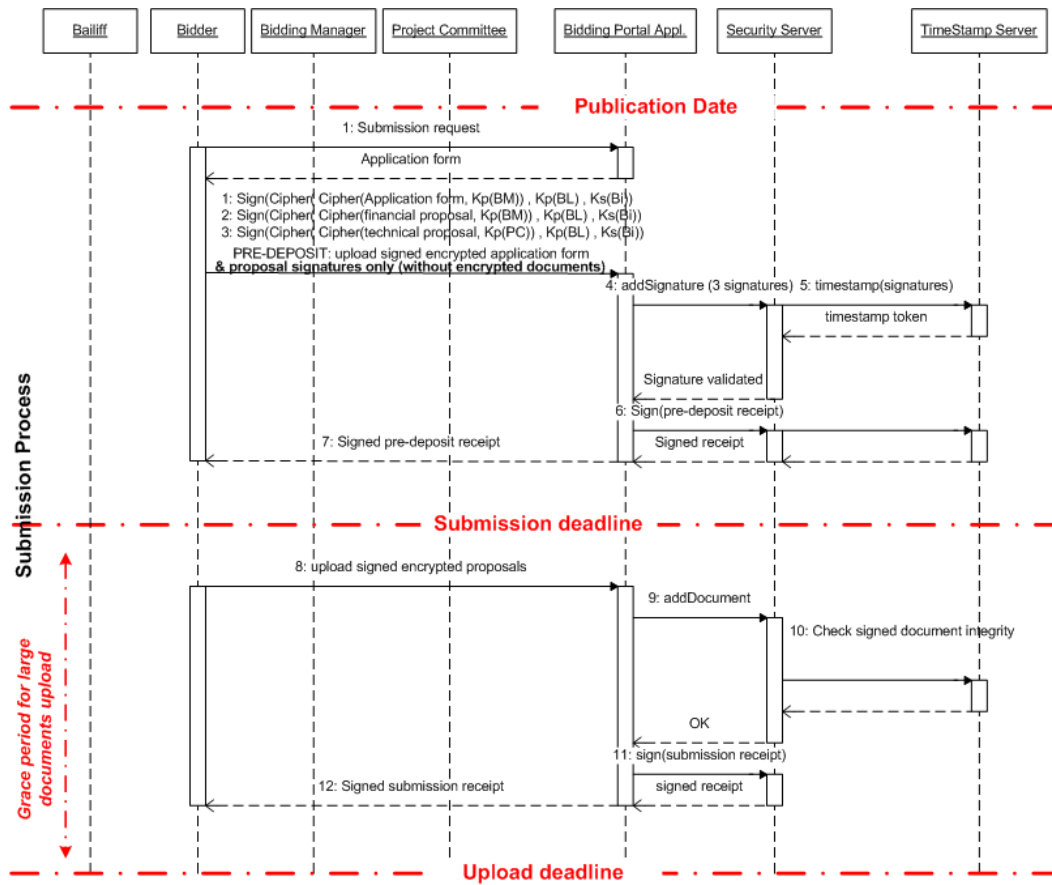 Bailiff
Bidder
Bidding Manager
Project Committee
Bidding Portal Appl.
Security Server
TimeStamp Server
Publication Date
1: Submission request
Application form
1: Sign(Cipher( Cipher(Application form, Kp(BM)) , Kp(BL) , Ks(Bi))
2: Sign(Cipher( Cipher(financial proposal, Kp(BM)) , Kp(BL) , Ks(Bi))
3: Sign(Cipher( Cipher(technical proposal, Kp(PC)) , Kp(BL) , Ks(Bi))
PRE-DEPOSIT: upload signed encrypted application form
& proposal signatures only (without encrypted documents)
4: addSignature (3 signatures)
5: timestamp(signatures)
timestamp token
Signature validated
6: Sign(pre-deposit receipt)
7: Signed pre-deposit receipt
Signed receipt
Submission Process
Submission deadline
8: upload signed encrypted proposals
9: addDocument
10: Check signed document integrity
Grace period for large
documents upload
OK
11: sign(submission receipt)
12: Signed submission receipt
signed receipt
Upload deadline